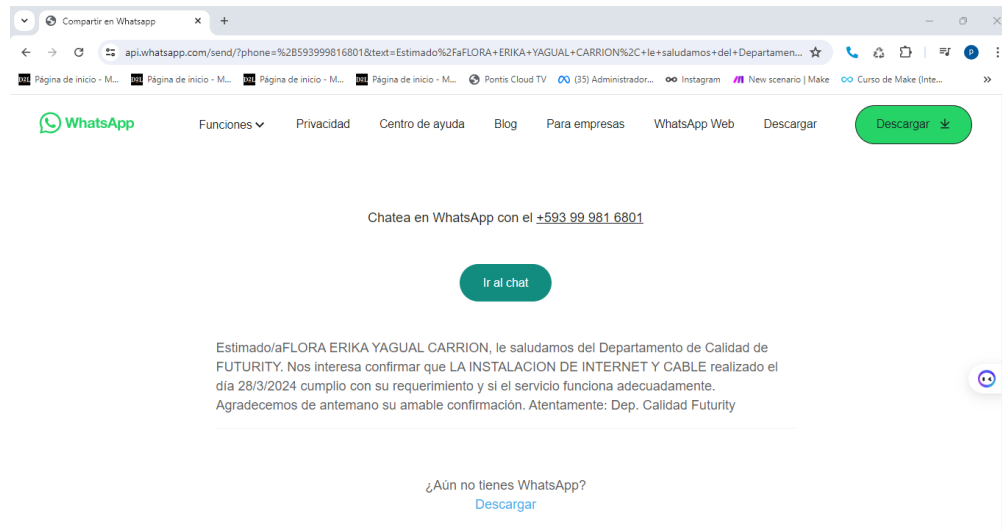 Compartir en Whatsapp
api.whatsapp.com/send/?phone=%2B593999816801&text=Estimado%2FaFLORA+ERIKA+YAGUAL+CARRION%2C+le+saludamos+del+Departamen...
P
D2L Página de inicio - M... D2L Página de inicio - M... D2L Página de inicio - M... D2L Página de inicio - M... Pontis Cloud TV (35) Administrador... Instagram New scenario | Make Curso de Make (Inte... »
WhatsApp Funciones Privacidad Centro de ayuda Blog Para empresas WhatsApp Web Descargar Descargar
Chatea en WhatsApp con el +593 99 981 6801
Ir al chat
Estimado/aFLORA ERIKA YAGUAL CARRION, le saludamos del Departamento de Calidad de
FUTURITY. Nos interesa confirmar que LA INSTALACION DE INTERNET Y CABLE realizado el
día 28/3/2024 cumplio con su requerimiento y si el servicio funciona adecuadamente.
Agradecemos de antemano su amable confirmación. Atentamente: Dep. Calidad Futurity
¿Aún no tienes WhatsApp?
Descargar